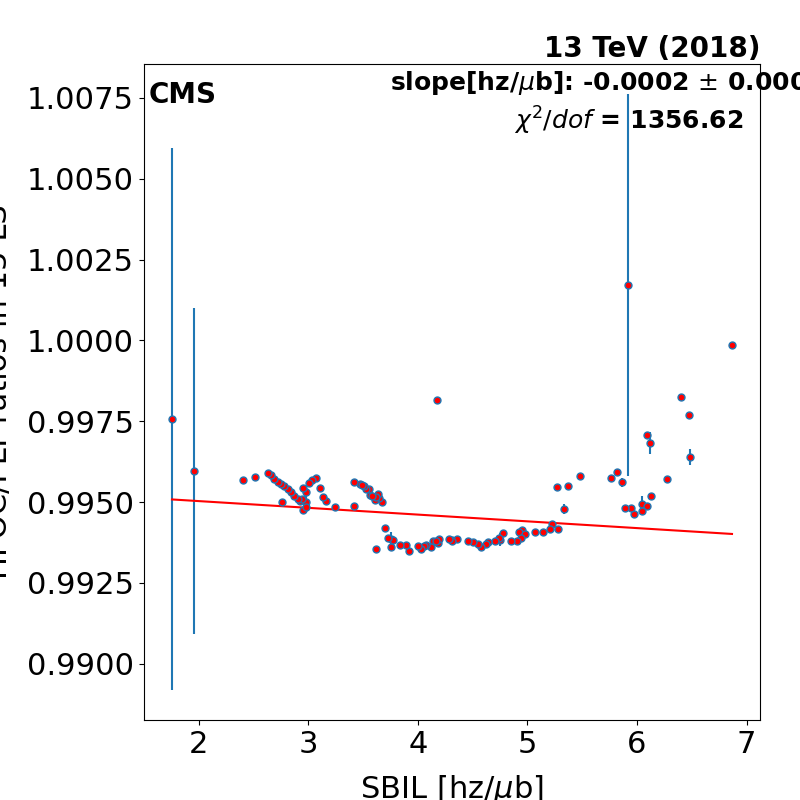 13 TeV (2018)
CMS
slope[hz/μb]: -0.0002 ± 0.000
χ²/dof = 1356.62
1.0075
1.0050
1.0025
1.0000
0.9975
0.9950
0.9925
0.9900
2 3 4 5 6 7
SBIL [hz/μb]